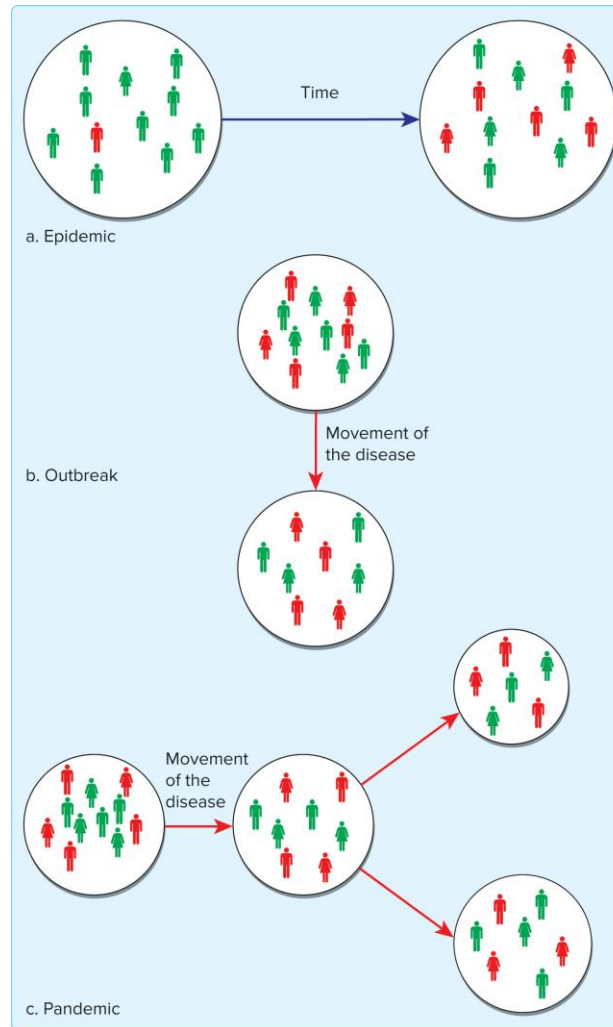 Time
a. Epidemic
Movement of
the disease
b. Outbreak
Movement
of the
disease
c. Pandemic